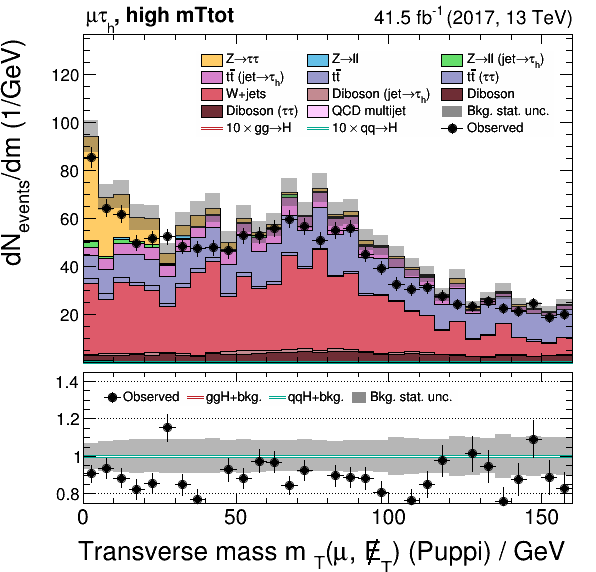 μτh, high mTtot
41.5 fb⁻¹ (2017, 13 TeV)
dNevents/dm (1/GeV)
120
100
80
60
40
20
Z→ττ
Z→ll
Z→ll (jet→τh)
tt̄ (jet→τh)
tt̄
tt̄ (ττ)
W+jets
Diboson (jet→τh)
Diboson
Diboson (ττ)
QCD multijet
Bkg. stat. unc.
10 × gg→H
10 × qq→H
Observed
1.4
1.2
1.0
0.8
Observed
ggH+bkg.
qqH+bkg.
Bkg. stat. unc.
0
50
100
150
Transverse mass m T(μ, E̸T) (Puppi) / GeV